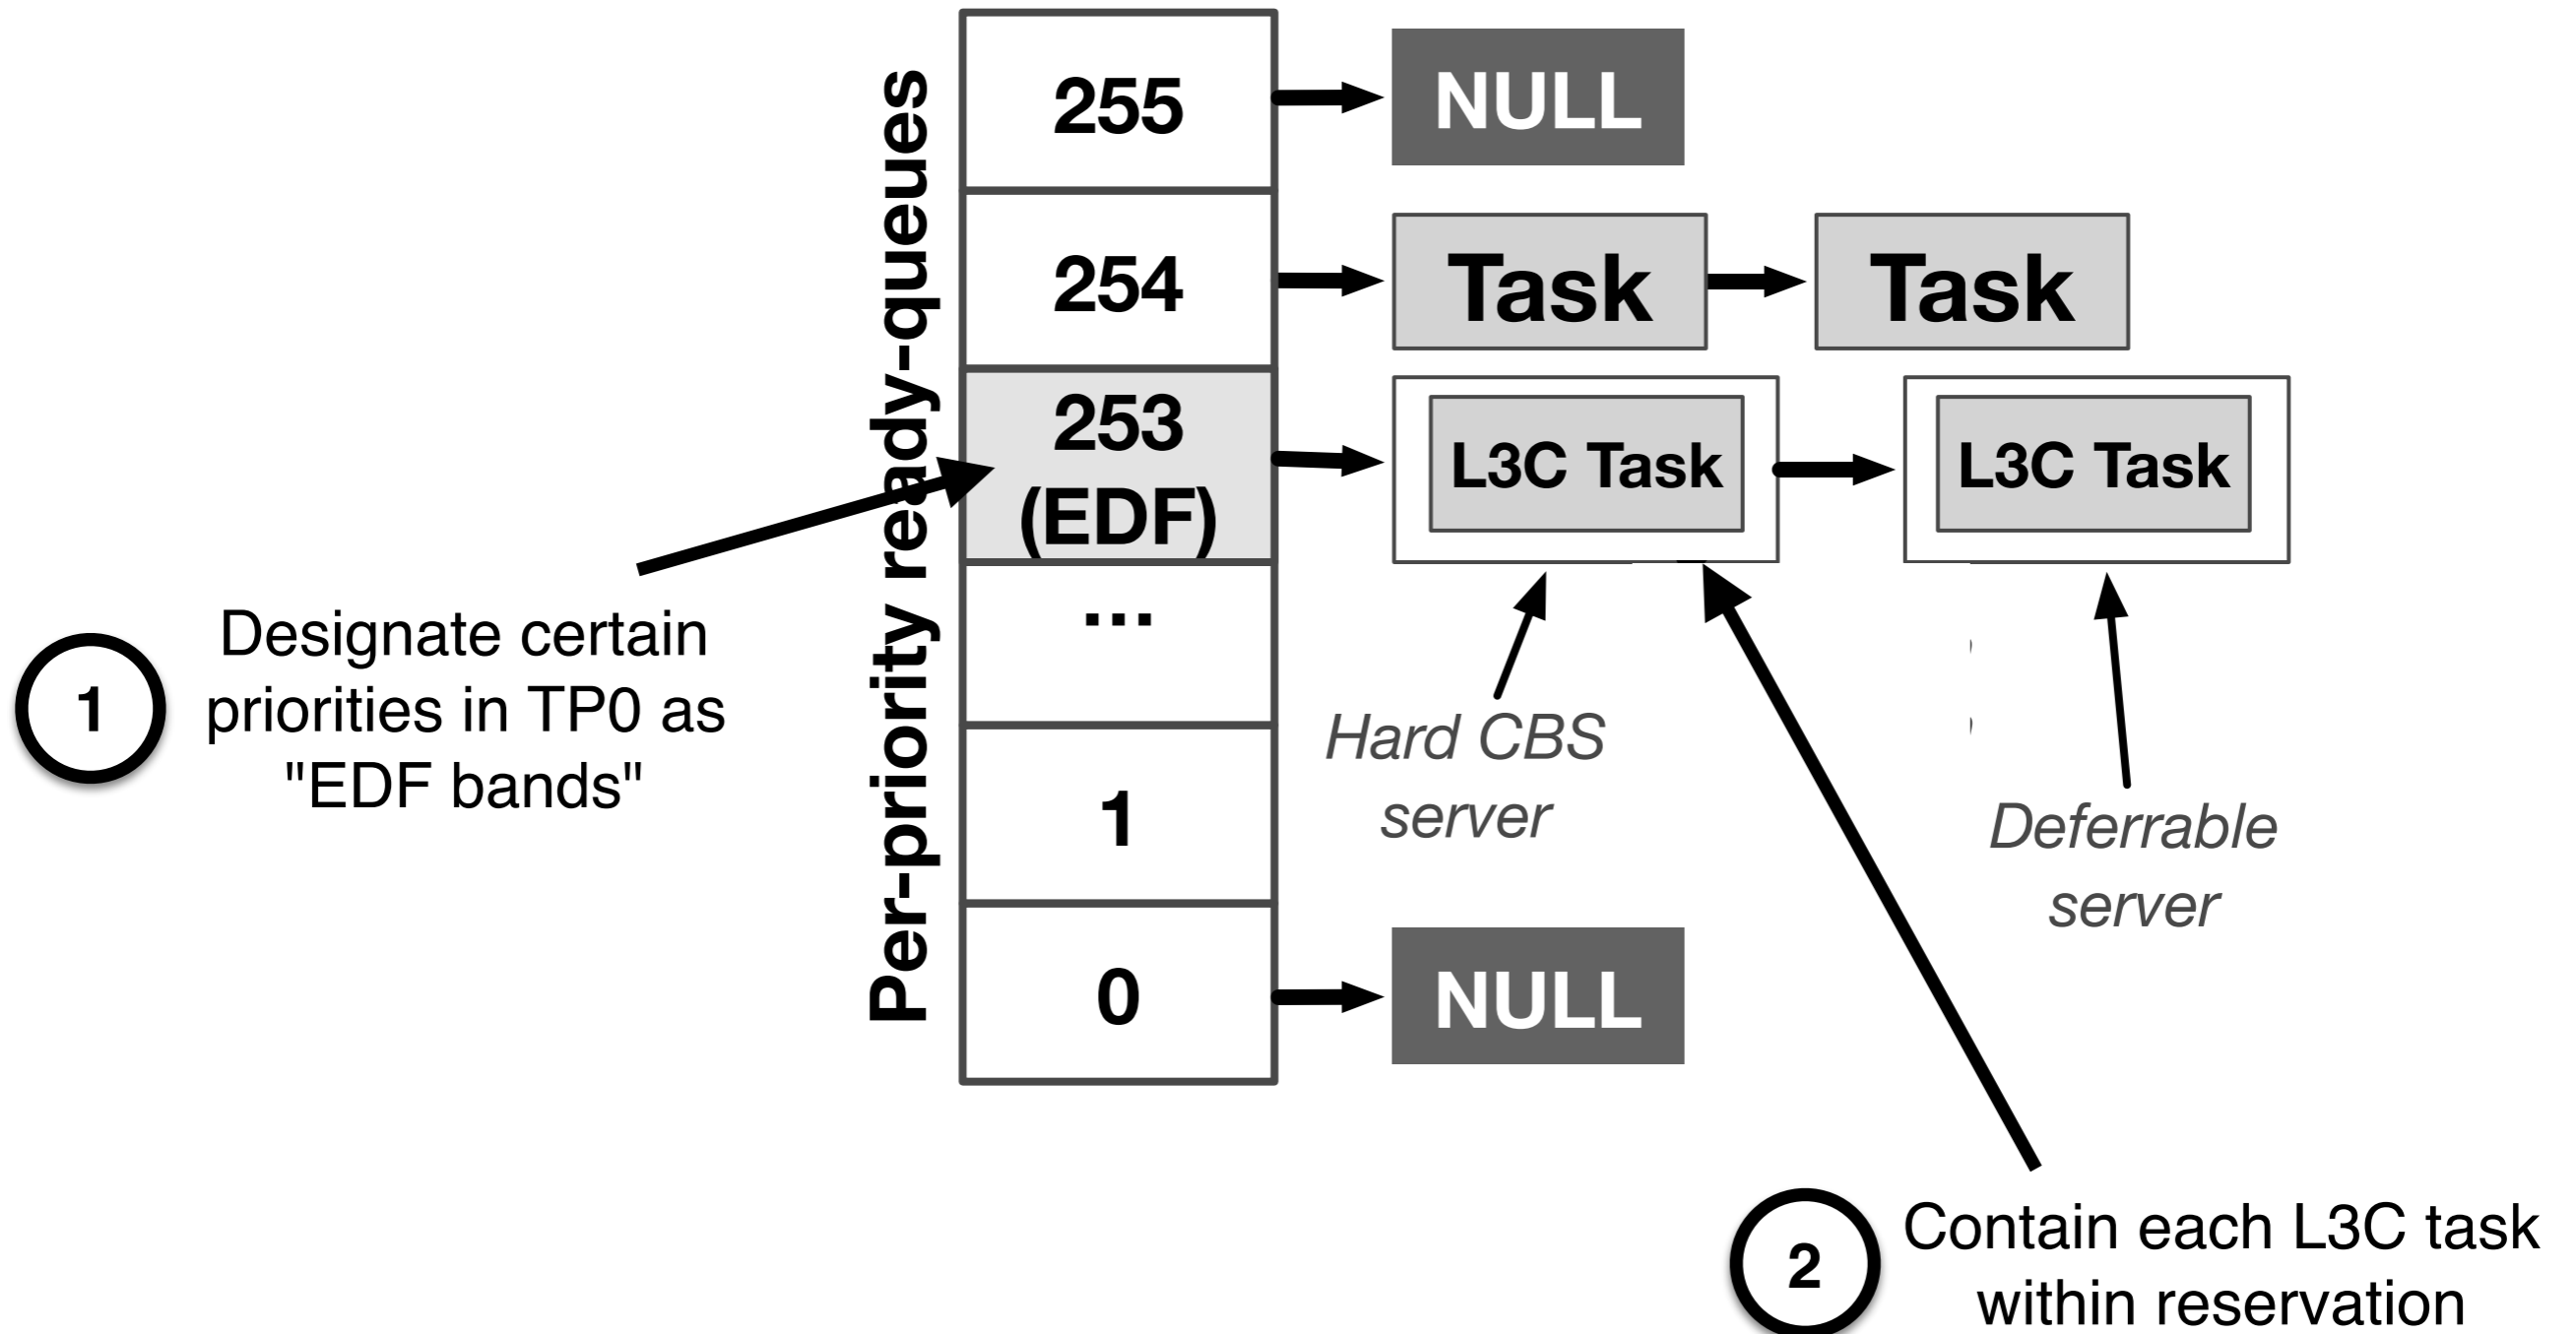 Per-priority ready-queues
255
NULL
254
Task
Task
253
(EDF)
L3C Task
L3C Task
...
1
0
NULL
1
Designate certain
priorities in TP0 as
"EDF bands"
Hard CBS
server
Deferrable
server
2
Contain each L3C task
within reservation